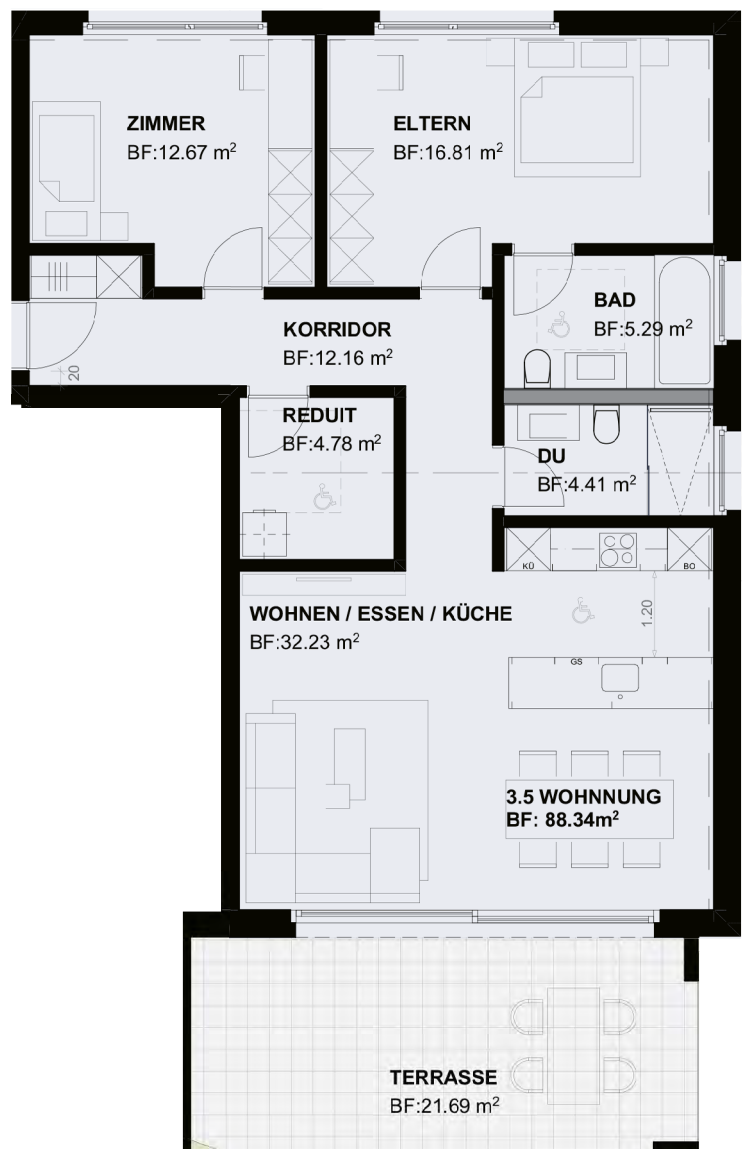 ZIMMER
BF:12.67 m²
ELTERN
BF:16.81 m²
BAD
BF:5.29 m²
KORRIDOR
BF:12.16 m²
20
REDUIT
BF:4.78 m²
DU
BF:4.41 m²
KÜ
BO
1.20
WOHNEN / ESSEN / KÜCHE
BF:32.23 m²
GS
3.5 WOHNNUNG
BF: 88.34m²
TERRASSE
BF:21.69 m²